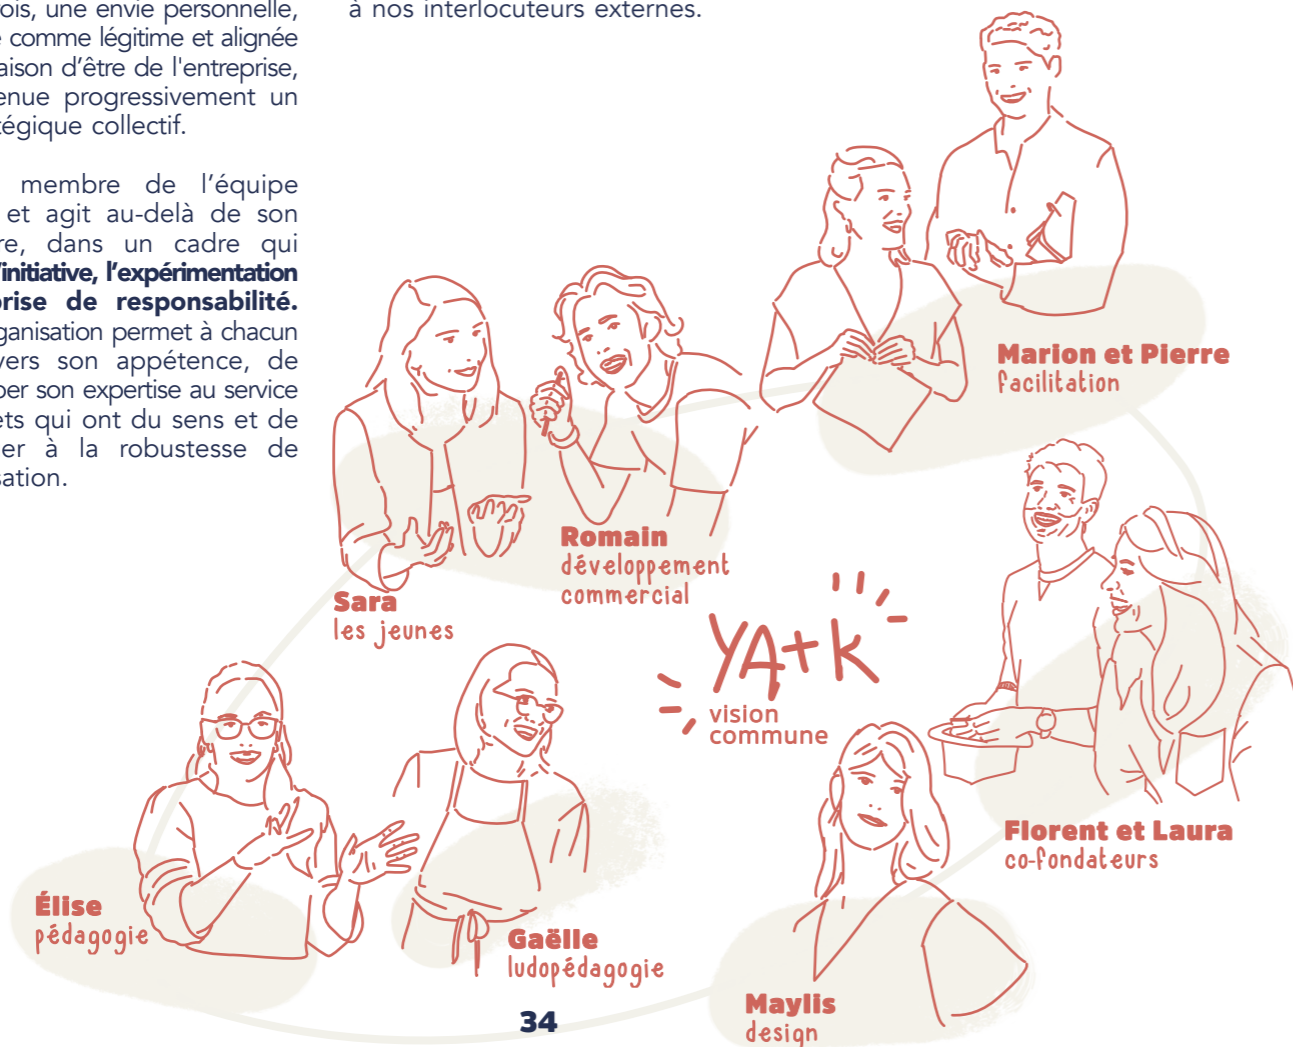 ois, une envie personnelle,
comme légitime et alignée
aison d’être de l'entreprise,
enue progressivement un
tégique collectif.
membre de l’équipe
et agit au-delà de son
re, dans un cadre qui
’initiative, l’expérimentation
prise de responsabilité.
ganisation permet à chacun
vers son appétence, de
per son expertise au service
ets qui ont du sens et de
er à la robustesse de
sation.
à nos interlocuteurs externes.
Marion et Pierre
facilitation
Romain
développement
commercial
Sara
les jeunes
YA+K
vision
commune
Florent et Laura
co-fondateurs
Élise
pédagogie
Gaëlle
ludopédagogie
Maylis
design
34